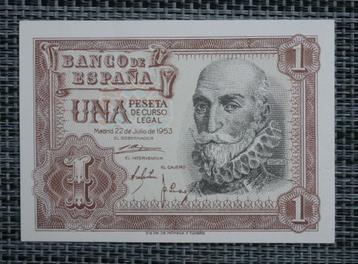 BANCO DE
ESPAÑA
1
UNA PESETA
DE CURSO
LEGAL
Madrid 22 de Julio de 1953
EL GOBERNADOR
EL INTERVENTOR
EL CAJERO
1
1